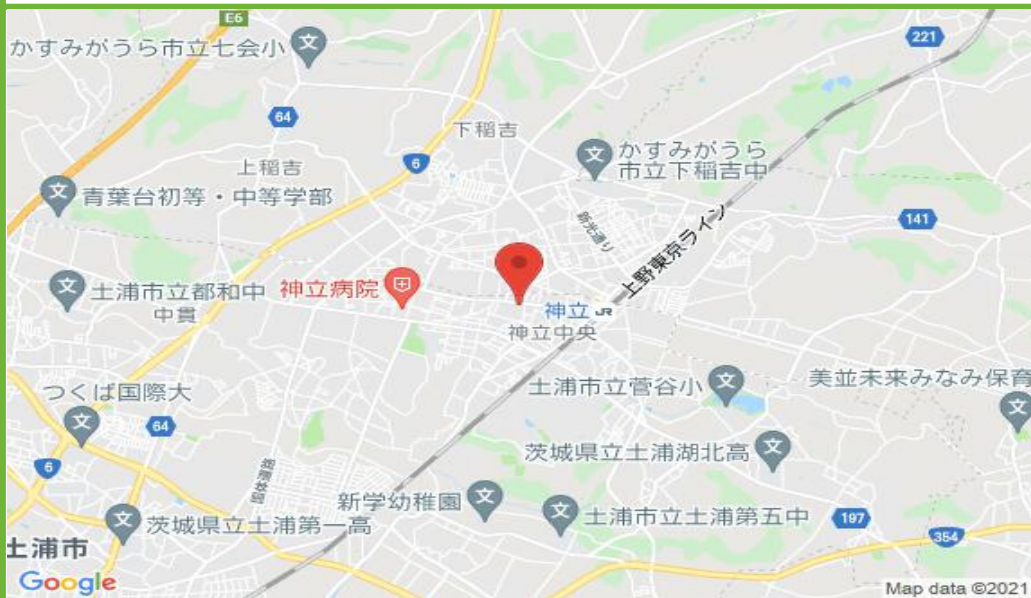 E6
かすみがうら市立七会小
221
64
下稲吉
6
上稲吉
かすみがうら
市立下稲吉中
青葉台初等・中等学部
新光通り
141
上野東京ライン
土浦市立都和中
中貫
神立病院
神立
JR
神立中央
土浦市立菅谷小
美並未来みなみ保育
つくば国際大
64
6
茨城県立土浦湖北高
新学幼稚園
茨城県立土浦第一高
土浦市立土浦第五中
197
354
土浦市
Google
Map data ©2021